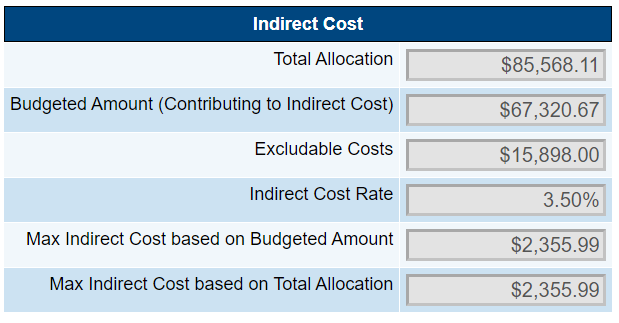 Indirect Cost
Total Allocation $85,568.11
Budgeted Amount (Contributing to Indirect Cost) $67,320.67
Excludable Costs $15,898.00
Indirect Cost Rate 3.50%
Max Indirect Cost based on Budgeted Amount $2,355.99
Max Indirect Cost based on Total Allocation $2,355.99